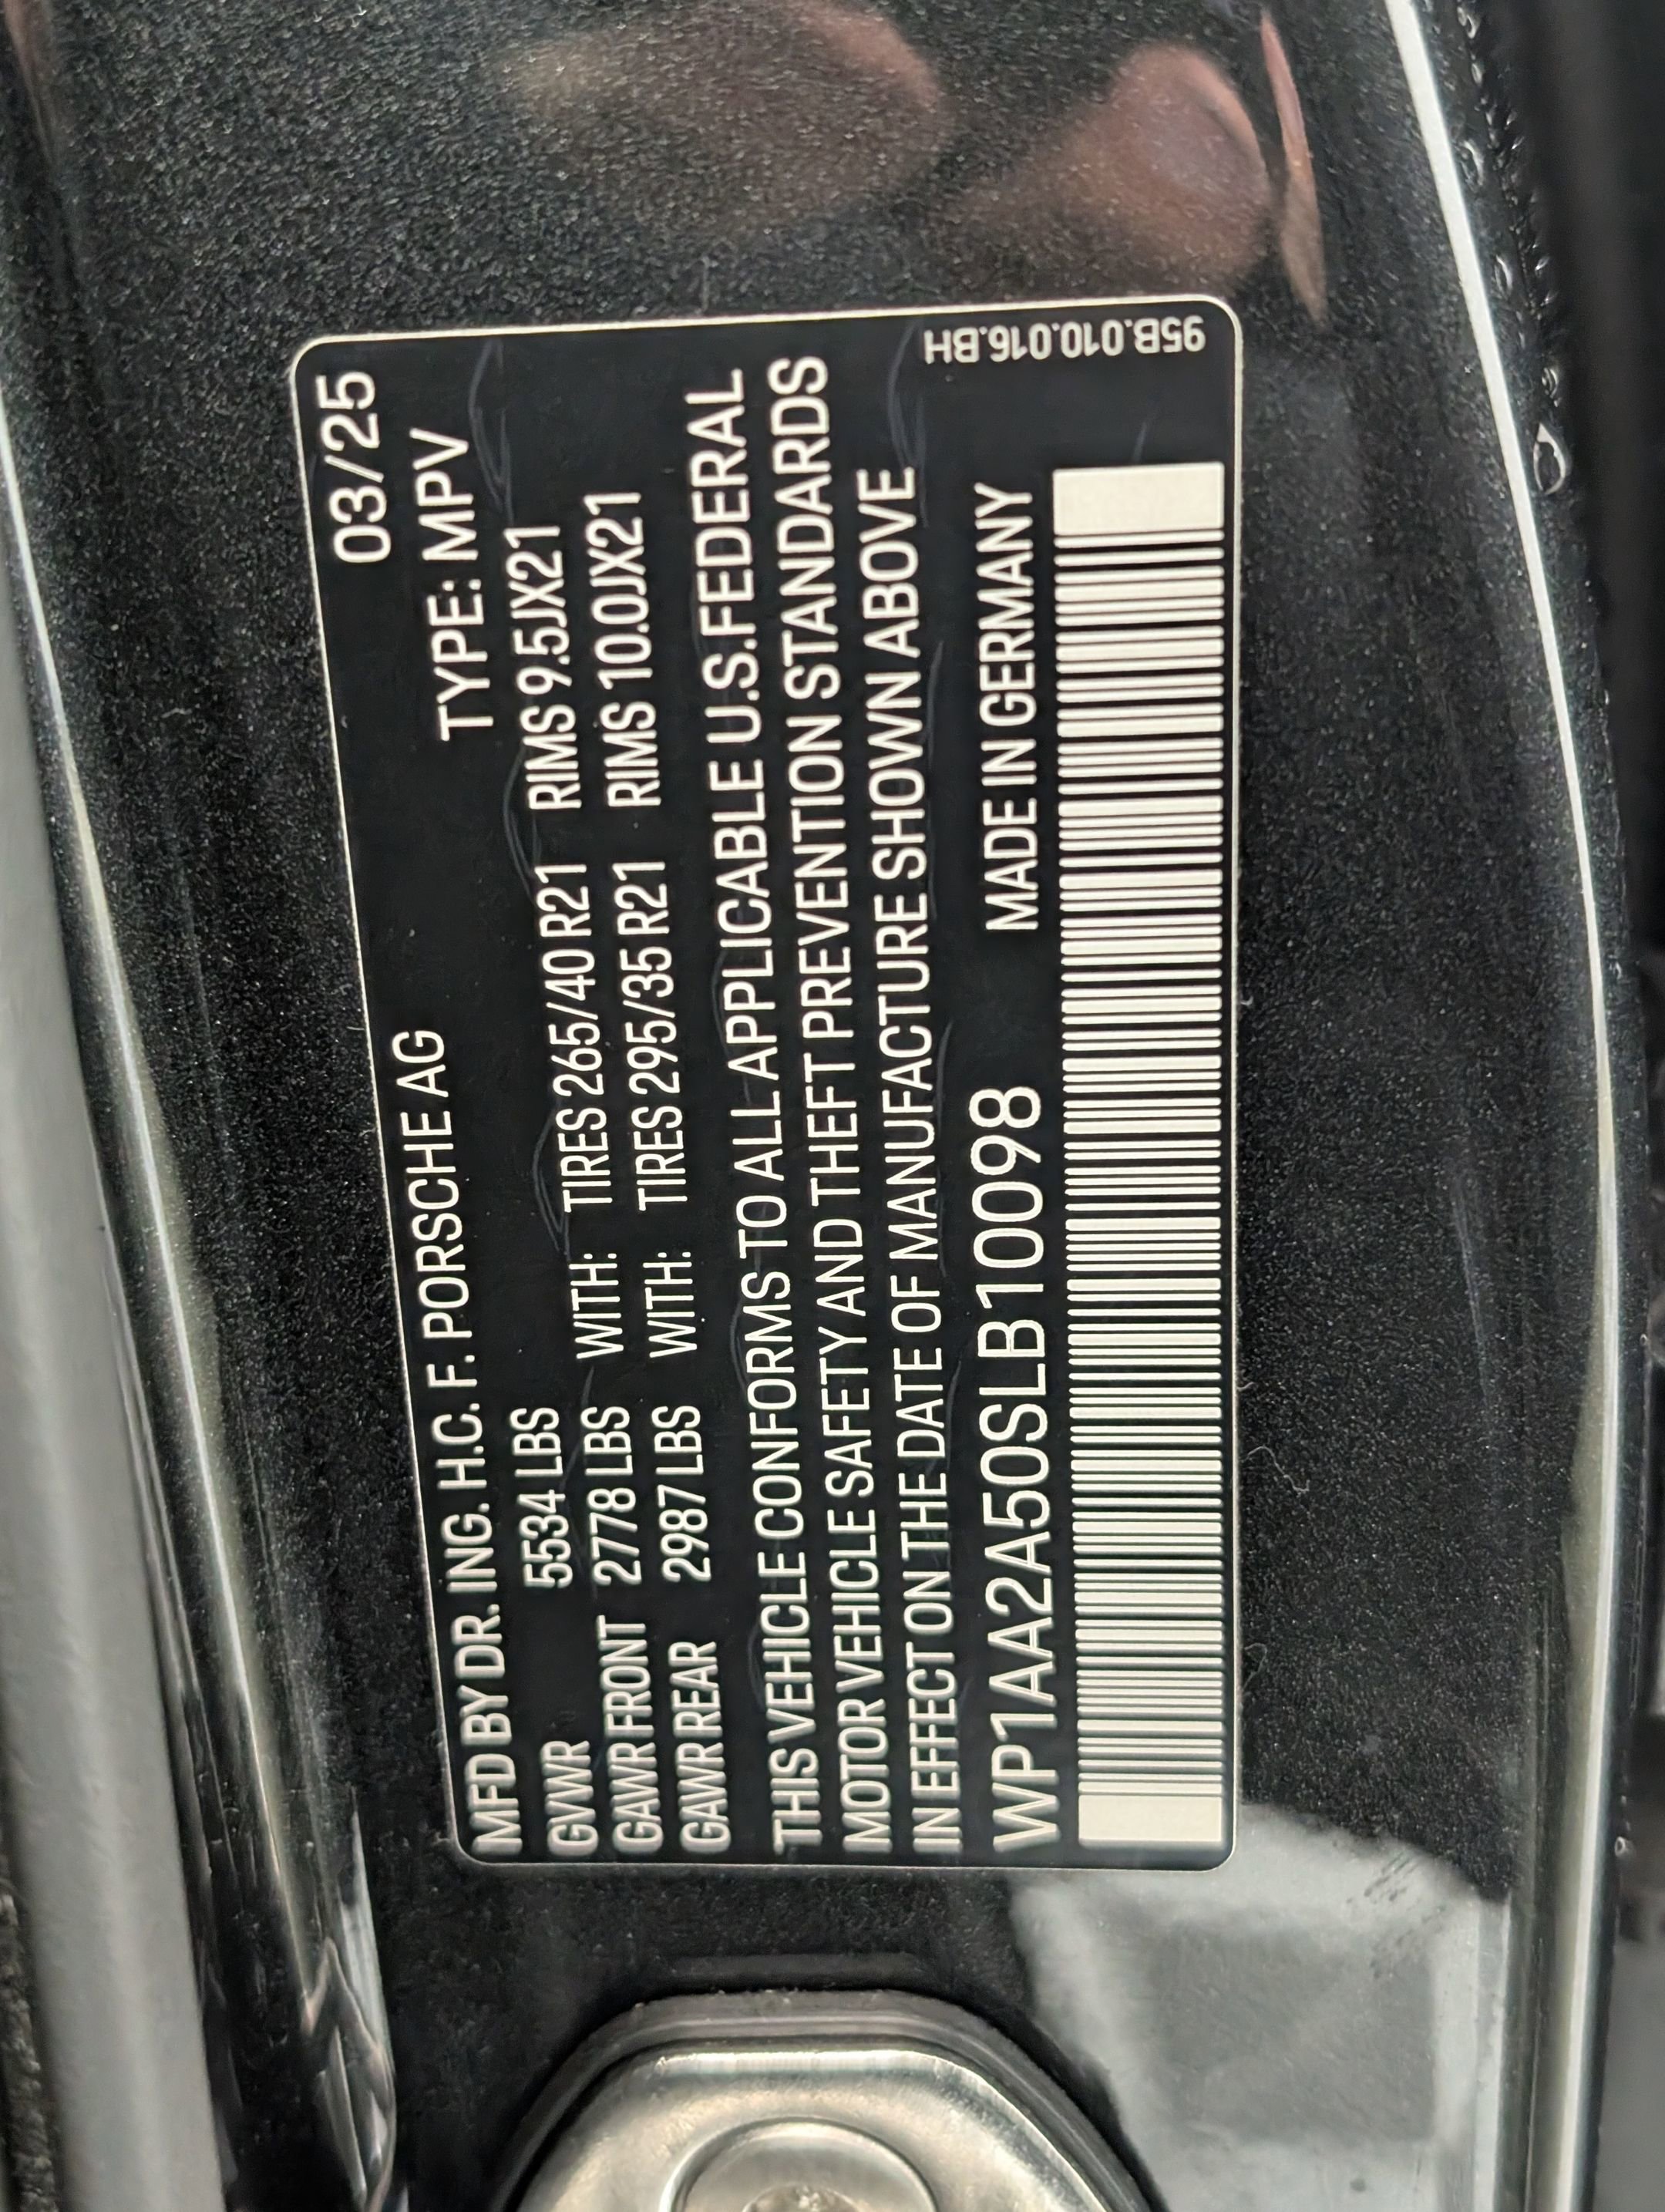 03/25
MFD BY DR. ING. H.C. F. PORSCHE AG TYPE: MPV
GVWR 5534 LBS WITH: TIRES 265/40 R21 RIMS 9.5JX21
GAWR FRONT 2778 LBS WITH: TIRES 295/35 R21 RIMS 10.0JX21
GAWR REAR 2987 LBS
THIS VEHICLE CONFORMS TO ALL APPLICABLE U.S.FEDERAL
MOTOR VEHICLE SAFETY AND THEFT PREVENTION STANDARDS
IN EFFECT ON THE DATE OF MANUFACTURE SHOWN ABOVE
WP1AA2A50SLB10098 MADE IN GERMANY
95B.010.016.BH